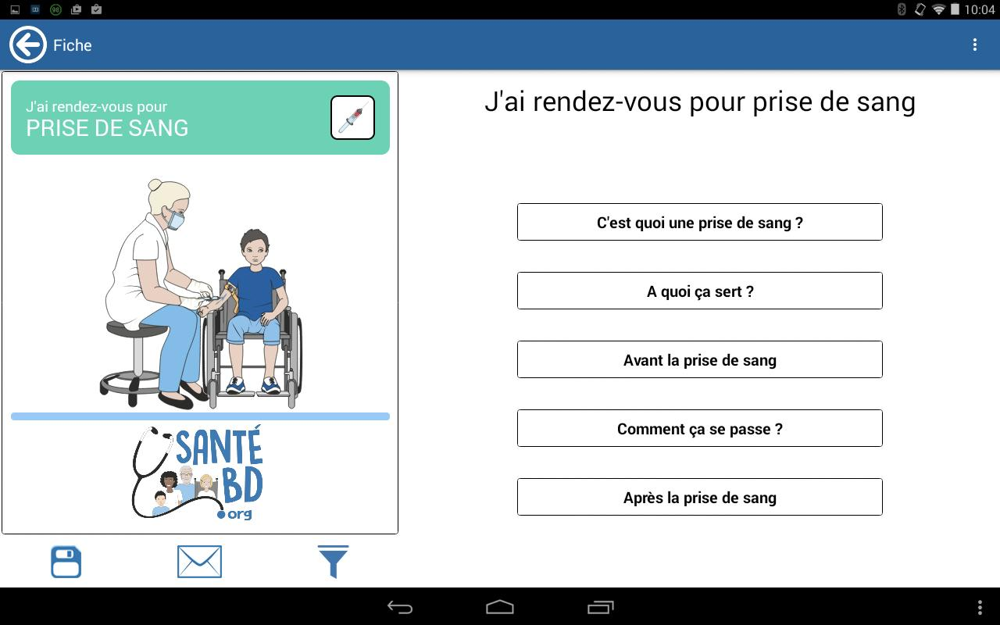 98
10:04
Fiche
J'ai rendez-vous pour
PRISE DE SANG
SANTÉ
BD
.org
J'ai rendez-vous pour prise de sang
C'est quoi une prise de sang ?
A quoi ça sert ?
Avant la prise de sang
Comment ça se passe ?
Après la prise de sang